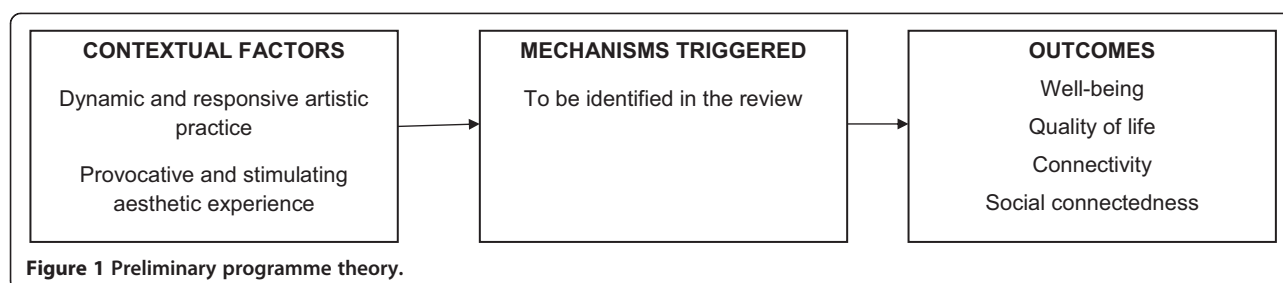 CONTEXTUAL FACTORS
Dynamic and responsive artistic
practice
Provocative and stimulating
aesthetic experience
MECHANISMS TRIGGERED
To be identified in the review
OUTCOMES
Well-being
Quality of life
Connectivity
Social connectedness
Figure 1 Preliminary programme theory.